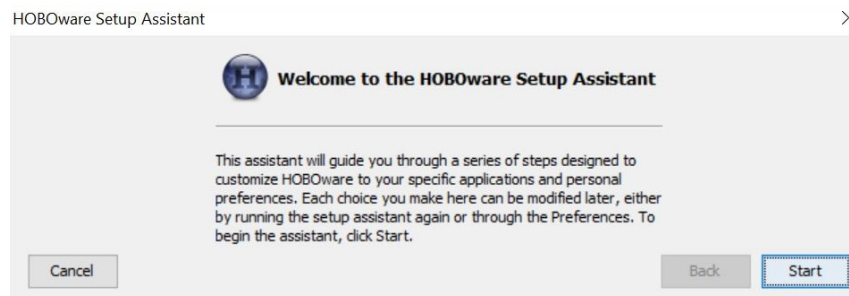 HOBOware Setup Assistant
Welcome to the HOBOware Setup Assistant
This assistant will guide you through a series of steps designed to
customize HOBOware to your specific applications and personal
preferences. Each choice you make here can be modified later, either
by running the setup assistant again or through the Preferences. To
begin the assistant, click Start.
Cancel Back Start